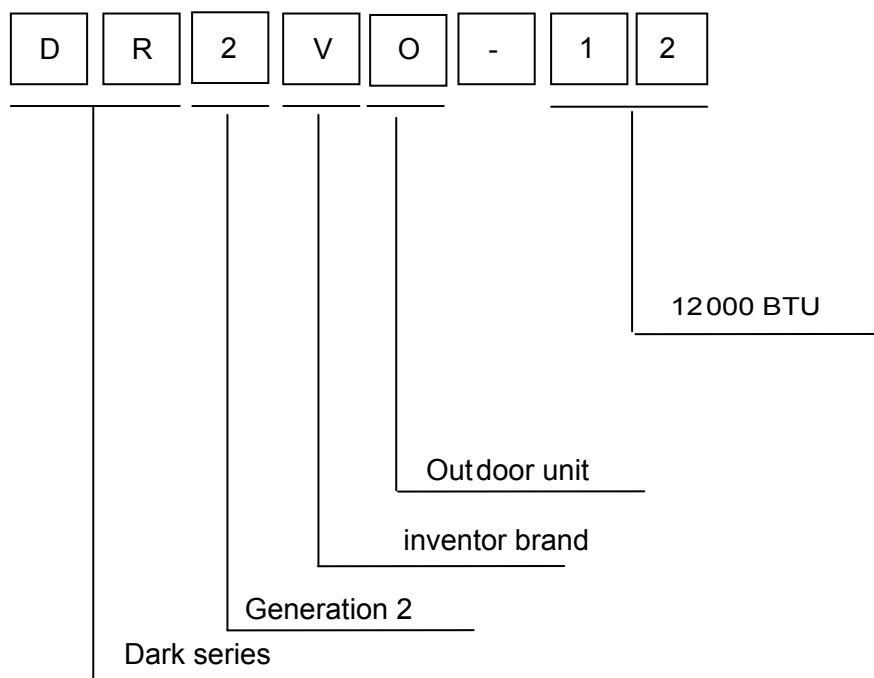 D R 2 V O - 1 2
12000 BTU
Outdoor unit
inventor brand
Generation 2
Dark series